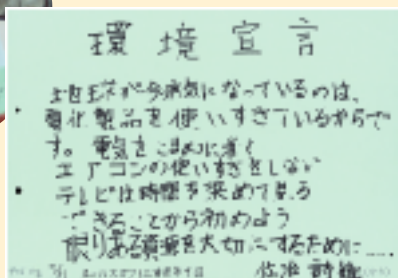 環境宣言
地球が今病気になっているのは、
電化製品を使いすぎているからで
す。電気をこまめに消く
エアコンの使いすぎをしない
・テレビは時間を決めて見る
できることから初めよう
限りある資源を大切にするために....